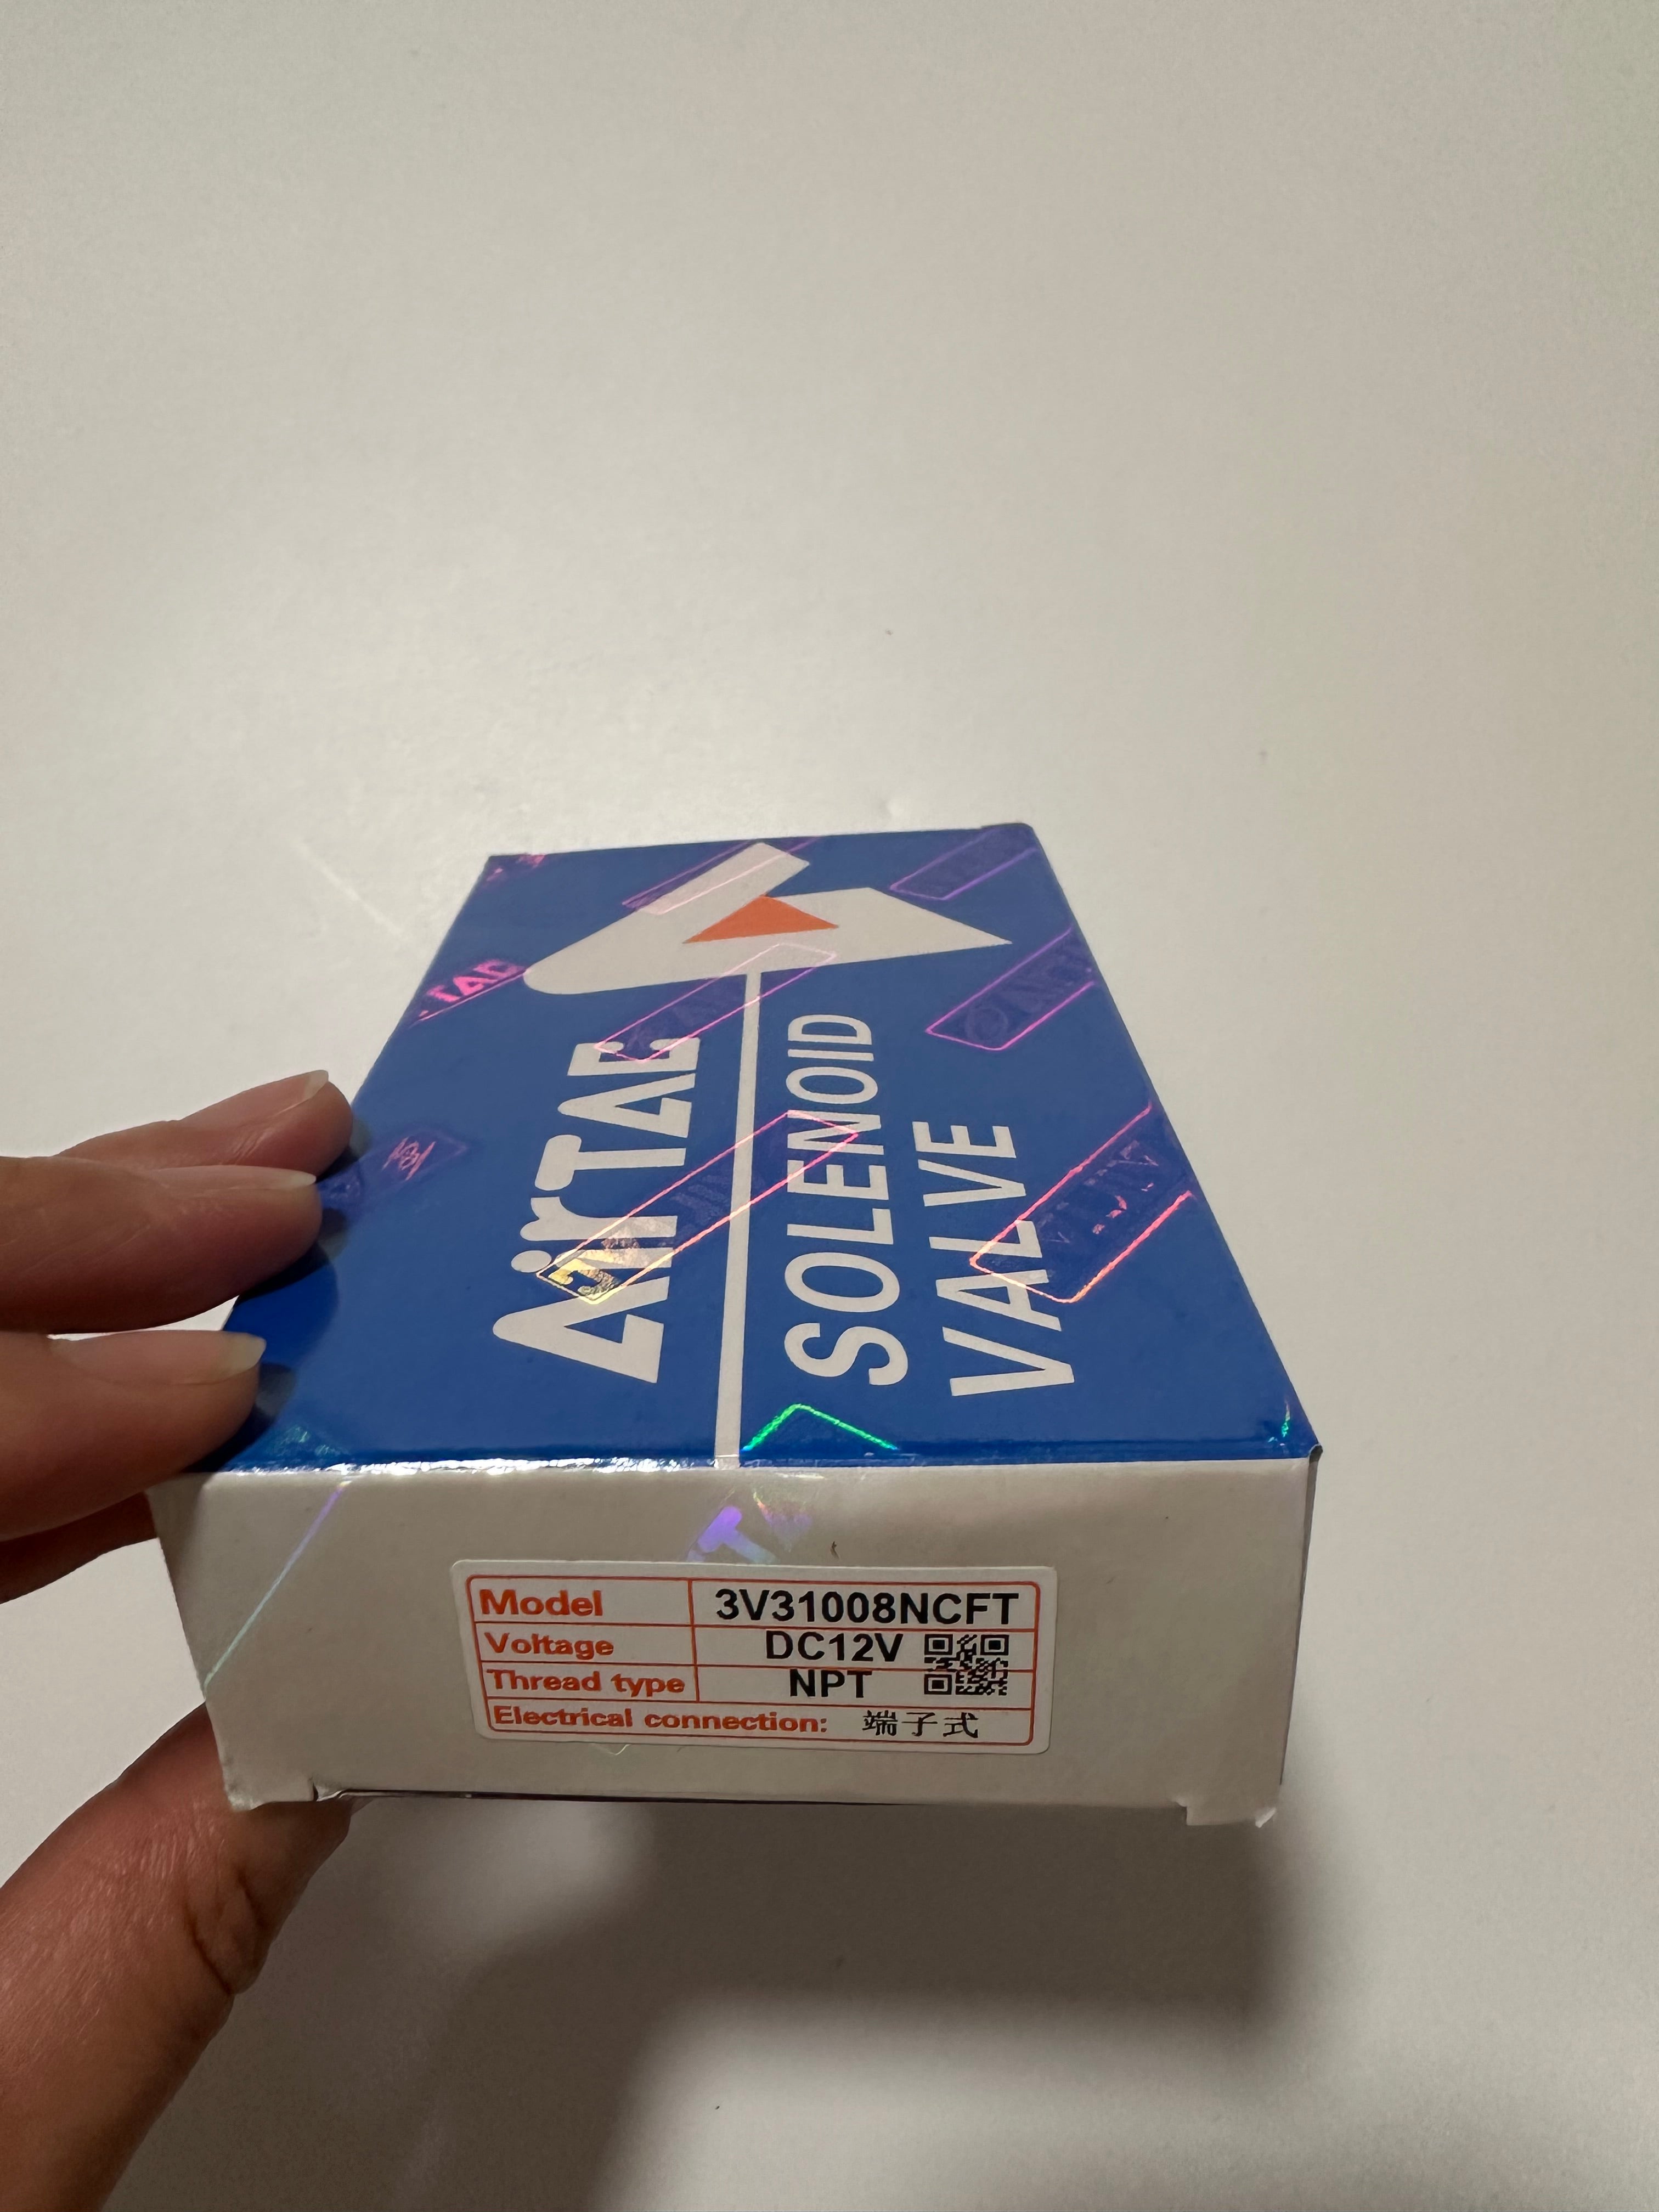 AirTAC
SOLENOID
VALVE
Model 3V31008NCFT
Voltage DC12V
Thread type NPT
Electrical connection: 端子式